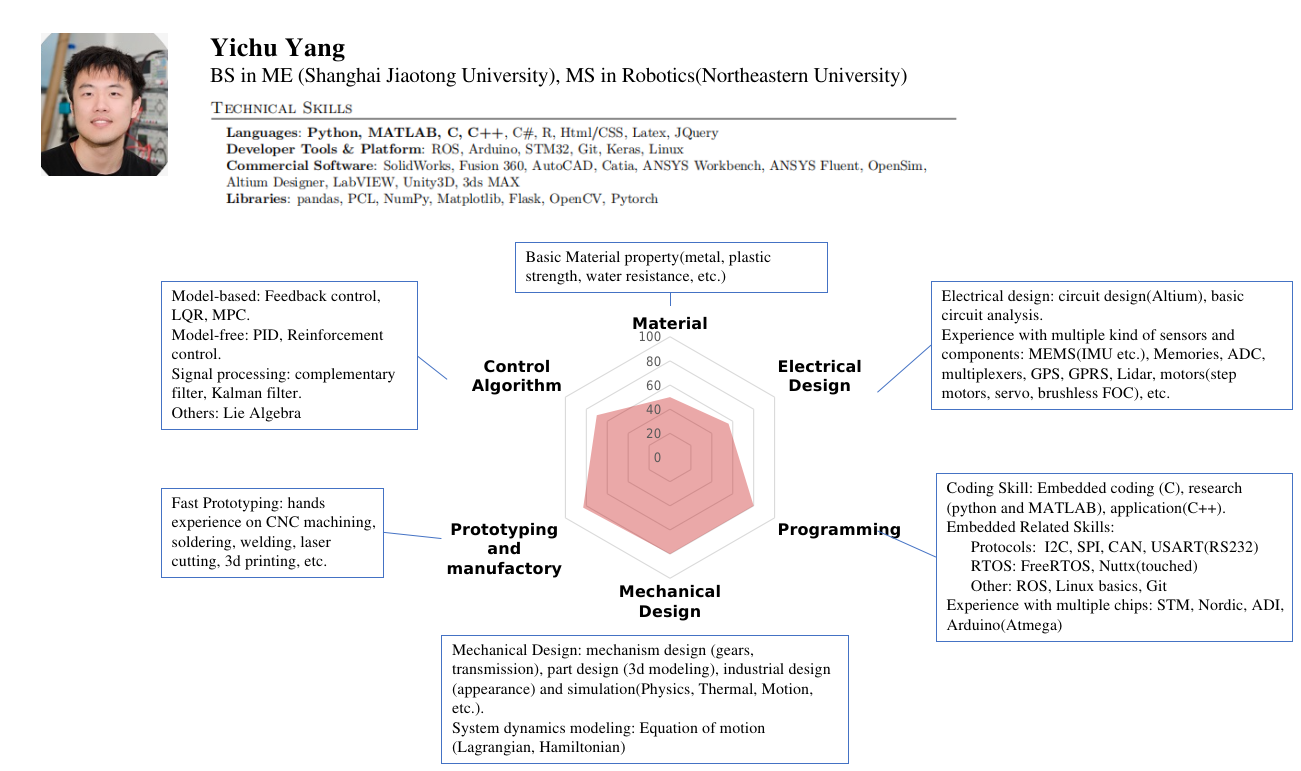 Yichu Yang
BS in ME (Shanghai Jiaotong University), MS in Robotics(Northeastern University)
TECHNICAL SKILLS
Languages: Python, MATLAB, C, C++, C#, R, Html/CSS, Latex, JQuery
Developer Tools & Platform: ROS, Arduino, STM32, Git, Keras, Linux
Commercial Software: SolidWorks, Fusion 360, AutoCAD, Catia, ANSYS Workbench, ANSYS Fluent, OpenSim,
Altium Designer, LabVIEW, Unity3D, 3ds MAX
Libraries: pandas, PCL, NumPy, Matplotlib, Flask, OpenCV, Pytorch
Basic Material property(metal, plastic
strength, water resistance, etc.)
Model-based: Feedback control,
LQR, MPC.
Model-free: PID, Reinforcement
control.
Signal processing: complementary
filter, Kalman filter.
Others: Lie Algebra
Electrical design: circuit design(Altium), basic
circuit analysis.
Experience with multiple kind of sensors and
components: MEMS(IMU etc.), Memories, ADC,
multiplexers, GPS, GPRS, Lidar, motors(step
motors, servo, brushless FOC), etc.
Material
100
80
60
40
20
0
Control
Algorithm
Electrical
Design
Fast Prototyping: hands
experience on CNC machining,
soldering, welding, laser
cutting, 3d printing, etc.
Prototyping
and
manufactory
Programming
Coding Skill: Embedded coding (C), research
(python and MATLAB), application(C++).
Embedded Related Skills:
Protocols:  I2C, SPI, CAN, USART(RS232)
RTOS: FreeRTOS, Nuttx(touched)
Other: ROS, Linux basics, Git
Experience with multiple chips: STM, Nordic, ADI,
Arduino(Atmega)
Mechanical
Design
Mechanical Design: mechanism design (gears,
transmission), part design (3d modeling), industrial design
(appearance) and simulation(Physics, Thermal, Motion,
etc.).
System dynamics modeling: Equation of motion
(Lagrangian, Hamiltonian)